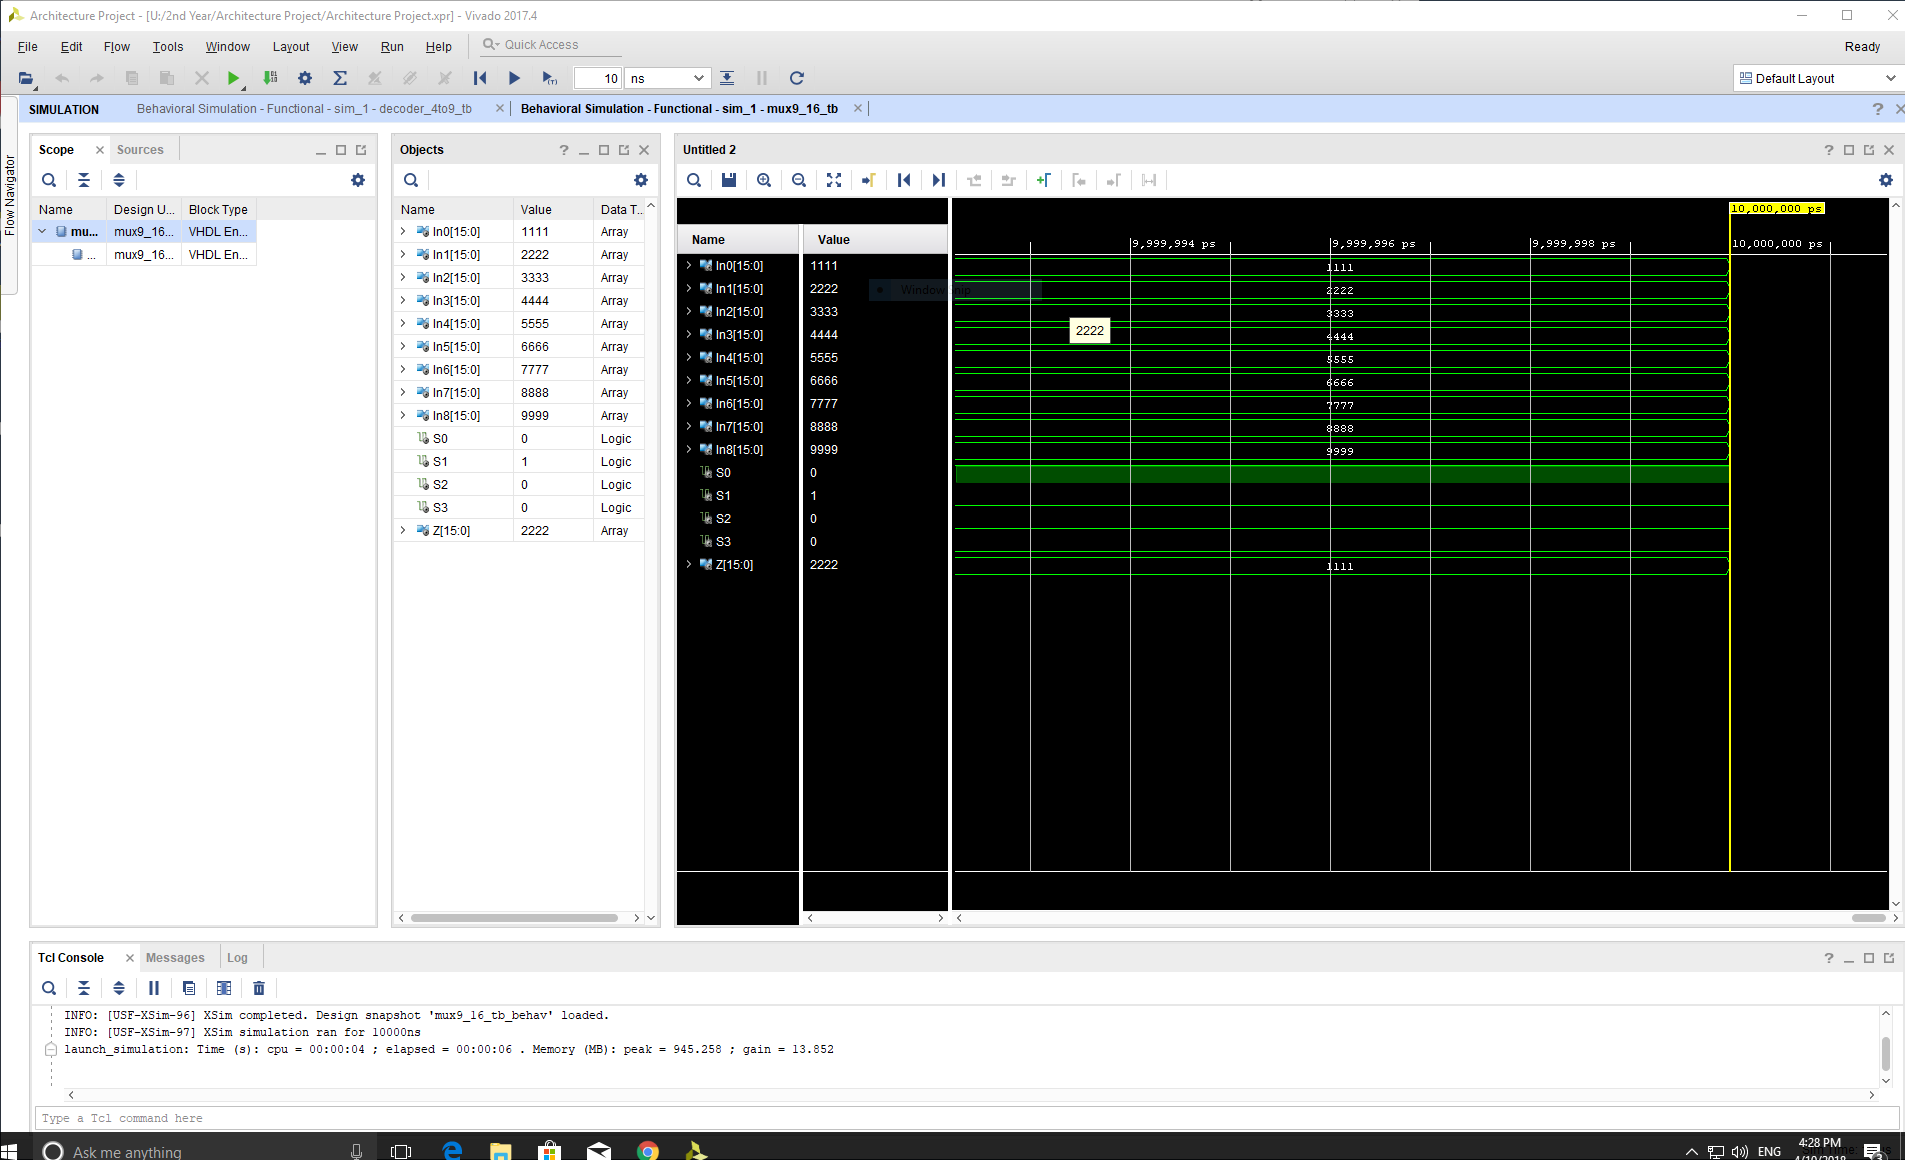 Architecture Project - [U:/2nd Year/Architecture Project/Architecture Project.xpr] - Vivado 2017.4
File Edit Flow Tools Window Layout View Run Help Quick Access Ready
10 ns Default Layout
SIMULATION Behavioral Simulation - Functional - sim_1 - decoder_4to9_tb Behavioral Simulation - Functional - sim_1 - mux9_16_tb
Flow Navigator
Scope Sources
Name Design U... Block Type
mu... mux9_16... VHDL En...
... mux9_16... VHDL En...
Objects
Name Value Data T...
In0[15:0] 1111 Array
In1[15:0] 2222 Array
In2[15:0] 3333 Array
In3[15:0] 4444 Array
In4[15:0] 5555 Array
In5[15:0] 6666 Array
In6[15:0] 7777 Array
In7[15:0] 8888 Array
In8[15:0] 9999 Array
S0 0 Logic
S1 1 Logic
S2 0 Logic
S3 0 Logic
Z[15:0] 2222 Array
Untitled 2
10,000,000 ps
Name Value 9,999,994 ps 9,999,996 ps 9,999,998 ps 10,000,000 ps
In0[15:0] 1111 1111
In1[15:0] 2222 Window Snip 2222
In2[15:0] 3333 3333
2222
In3[15:0] 4444 4444
In4[15:0] 5555 5555
In5[15:0] 6666 6666
In6[15:0] 7777 7777
In7[15:0] 8888 8888
In8[15:0] 9999 9999
S0 0
S1 1
S2 0
S3 0
Z[15:0] 2222 1111
Tcl Console Messages Log
INFO: [USF-XSim-96] XSim completed. Design snapshot 'mux9_16_tb_behav' loaded.
INFO: [USF-XSim-97] XSim simulation ran for 10000ns
launch_simulation: Time (s): cpu = 00:00:04 ; elapsed = 00:00:06 . Memory (MB): peak = 945.258 ; gain = 13.852
Type a Tcl command here
Ask me anything ENG 4:28 PM